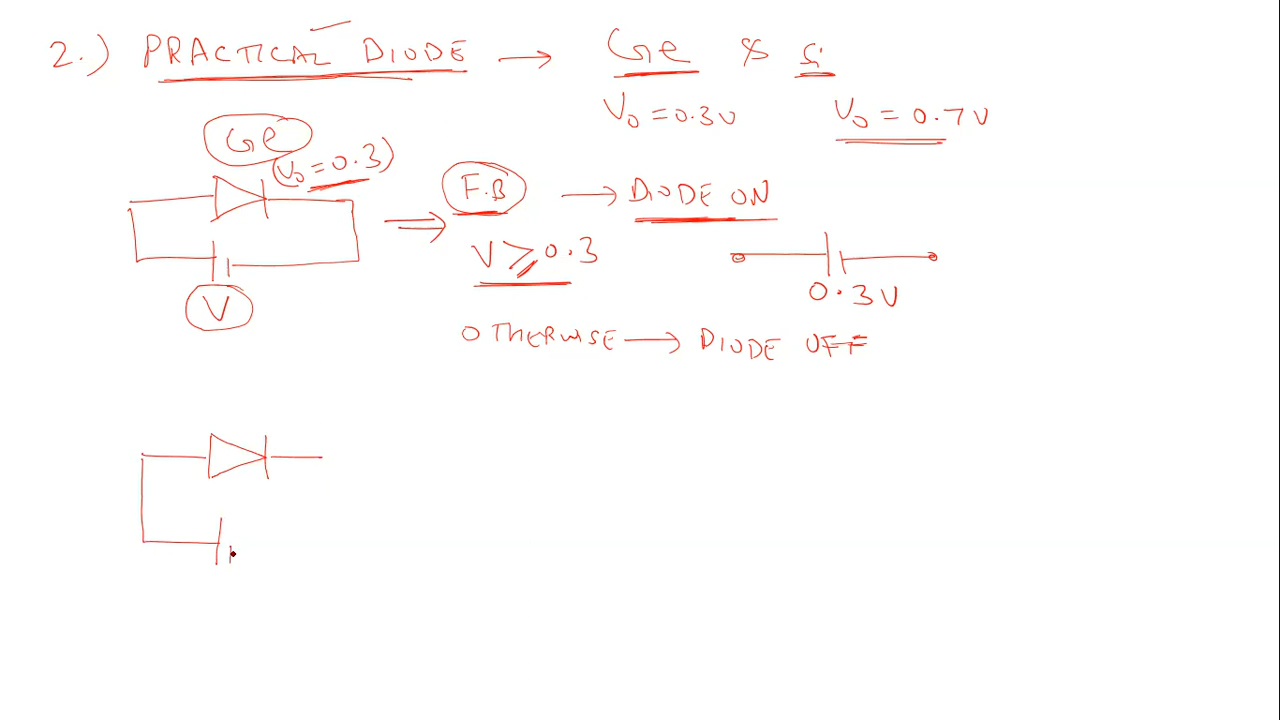 2.) PRACTICAL DIODE → Ge & Si
V₀ = 0.3V V₀ = 0.7V
Ge
(V₀ = 0.3)
⇒ F.B → DIODE ON
V ≥ 0.3
0.3V
V
OTHERWISE → DIODE OFF